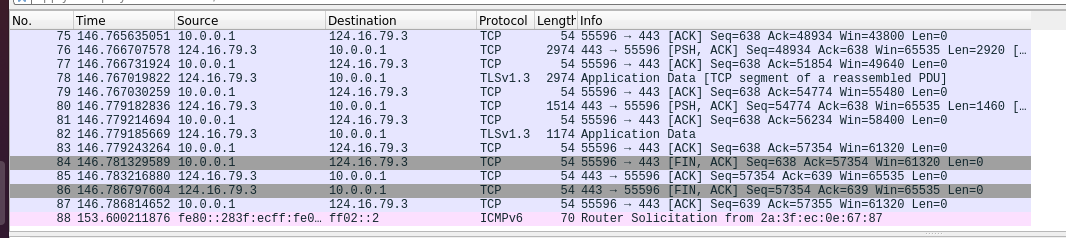 No. Time Source Destination Protocol Length Info
75 146.765635051 10.0.0.1 124.16.79.3 TCP 54 55596 → 443 [ACK] Seq=638 Ack=48934 Win=43800 Len=0
76 146.766707578 124.16.79.3 10.0.0.1 TCP 2974 443 → 55596 [PSH, ACK] Seq=48934 Ack=638 Win=65535 Len=2920 […
77 146.766731924 10.0.0.1 124.16.79.3 TCP 54 55596 → 443 [ACK] Seq=638 Ack=51854 Win=49640 Len=0
78 146.767019822 124.16.79.3 10.0.0.1 TLSv1.3 2974 Application Data [TCP segment of a reassembled PDU]
79 146.767030259 10.0.0.1 124.16.79.3 TCP 54 55596 → 443 [ACK] Seq=638 Ack=54774 Win=55480 Len=0
80 146.779182836 124.16.79.3 10.0.0.1 TCP 1514 443 → 55596 [PSH, ACK] Seq=54774 Ack=638 Win=65535 Len=1460 […
81 146.779214694 10.0.0.1 124.16.79.3 TCP 54 55596 → 443 [ACK] Seq=638 Ack=56234 Win=58400 Len=0
82 146.779185669 124.16.79.3 10.0.0.1 TLSv1.3 1174 Application Data
83 146.779243264 10.0.0.1 124.16.79.3 TCP 54 55596 → 443 [ACK] Seq=638 Ack=57354 Win=61320 Len=0
84 146.781329589 10.0.0.1 124.16.79.3 TCP 54 55596 → 443 [FIN, ACK] Seq=638 Ack=57354 Win=61320 Len=0
85 146.783216880 124.16.79.3 10.0.0.1 TCP 54 443 → 55596 [ACK] Seq=57354 Ack=639 Win=65535 Len=0
86 146.786797604 124.16.79.3 10.0.0.1 TCP 54 443 → 55596 [FIN, ACK] Seq=57354 Ack=639 Win=65535 Len=0
87 146.786814652 10.0.0.1 124.16.79.3 TCP 54 55596 → 443 [ACK] Seq=639 Ack=57355 Win=61320 Len=0
88 153.600211876 fe80::283f:ecff:fe0… ff02::2 ICMPv6 70 Router Solicitation from 2a:3f:ec:0e:67:87